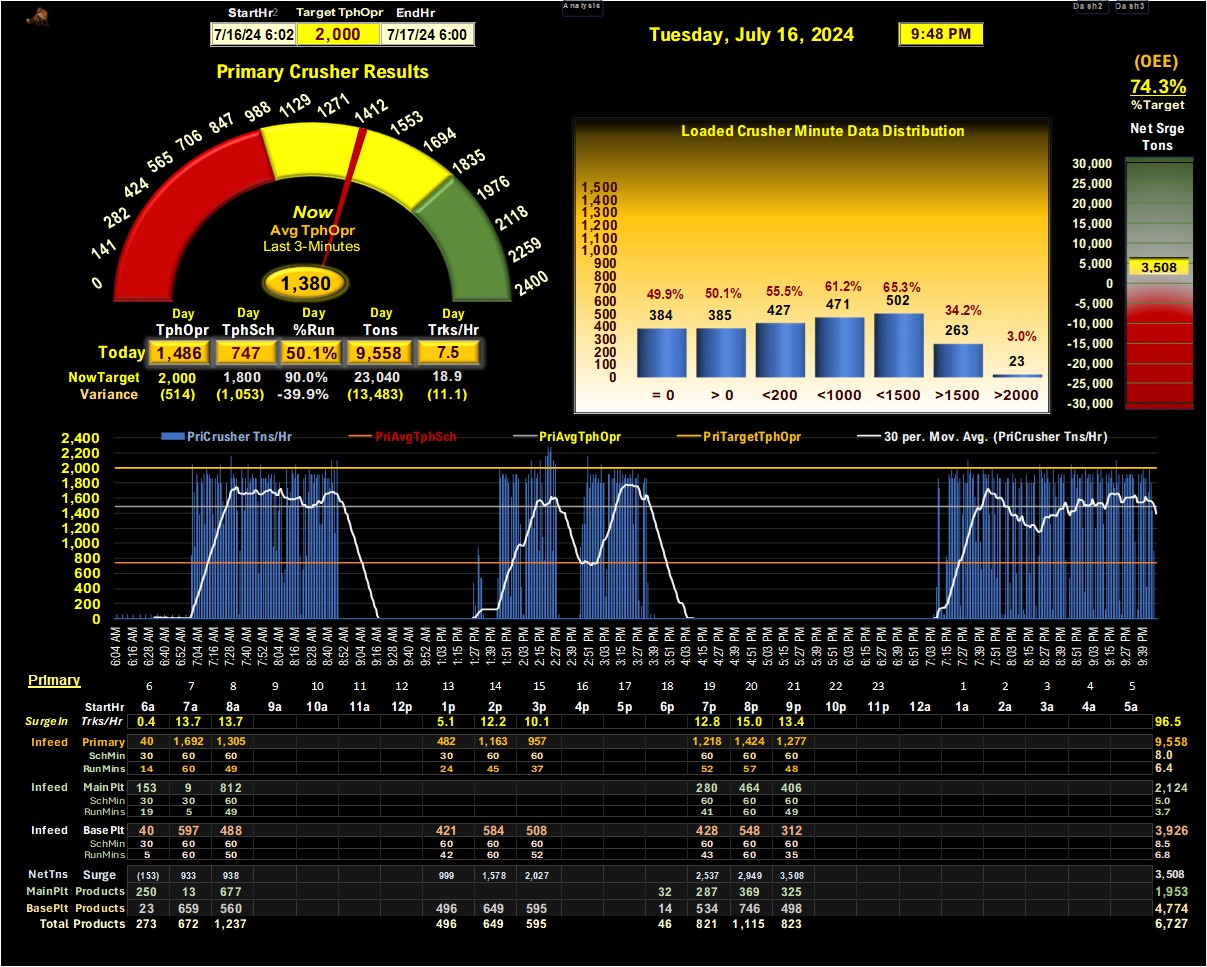 Analysis
Dash2 Dash3
StartHr2 Target TphOpr EndHr
7/16/24 6:02 2,000 7/17/24 6:00
Tuesday, July 16, 2024
9:48 PM
(OEE)
74.3%
%Target
Net Srge
Tons
30,000
25,000
20,000
15,000
10,000
5,000
3,508
0
-5,000
-10,000
-15,000
-20,000
-25,000
-30,000
Primary Crusher Results
0 141 282 424 565 706 847 988 1129 1271 1412 1553 1694 1835 1976 2118 2259 2400
Now
Avg TphOpr
Last 3-Minutes
1,380
Day Day Day Day Day
TphOpr TphSch %Run Tons Trks/Hr
Today 1,486 747 50.1% 9,558 7.5
NowTarget 2,000 1,800 90.0% 23,040 18.9
Variance (514) (1,053) -39.9% (13,483) (11.1)
Loaded Crusher Minute Data Distribution
1,500
1,400
1,300
1,200
1,100
1,000
900
800
700
600
500
400
300
200
100
0
49.9% 50.1% 55.5% 61.2% 65.3% 34.2% 3.0%
384 385 427 471 502 263 23
= 0 > 0 <200 <1000 <1500 >1500 >2000
PriCrusher Tns/Hr PriAvgTphSch PriAvgTphOpr PriTargetTphOpr 30 per. Mov. Avg. (PriCrusher Tns/Hr)
2,400
2,200
2,000
1,800
1,600
1,400
1,200
1,000
800
600
400
200
0
6:04 AM 6:16 AM 6:28 AM 6:40 AM 6:52 AM 7:04 AM 7:16 AM 7:28 AM 7:40 AM 7:52 AM 8:04 AM 8:16 AM 8:28 AM 8:40 AM 8:52 AM 9:04 AM 9:16 AM 9:28 AM 9:40 AM 9:52 AM 1:03 PM 1:15 PM 1:27 PM 1:39 PM 1:51 PM 2:03 PM 2:15 PM 2:27 PM 2:39 PM 2:51 PM 3:03 PM 3:15 PM 3:27 PM 3:39 PM 3:51 PM 4:03 PM 4:15 PM 4:27 PM 4:39 PM 4:51 PM 5:03 PM 5:15 PM 5:27 PM 5:39 PM 5:51 PM 6:03 PM 6:15 PM 6:27 PM 6:39 PM 6:51 PM 7:03 PM 7:15 PM 7:27 PM 7:39 PM 7:51 PM 8:03 PM 8:15 PM 8:27 PM 8:39 PM 8:51 PM 9:03 PM 9:15 PM 9:27 PM 9:39 PM
Primary 6 7 8 9 10 11 12 13 14 15 16 17 18 19 20 21 22 23 1 2 3 4 5
StartHr 6a 7a 8a 9a 10a 11a 12p 1p 2p 3p 4p 5p 6p 7p 8p 9p 10p 11p 12a 1a 2a 3a 4a 5a
SurgeIn Trks/Hr 0.4 13.7 13.7 5.1 12.2 10.1 12.8 15.0 13.4 96.5
Infeed Primary 40 1,692 1,305 482 1,163 957 1,218 1,424 1,277 9,558
SchMin 30 60 60 60 60 60 60 60 60 8.0
RunMins 14 60 49 24 45 37 52 57 48 6.4
Infeed MainPlt 153 9 812 280 464 406 2,124
SchMin 30 30 60 60 60 60 5.0
RunMins 19 5 49 41 60 49 3.7
Infeed BasePlt 40 597 488 421 584 508 428 548 312 3,926
SchMin 30 60 60 60 60 60 60 60 60 8.5
RunMins 5 60 50 42 60 52 43 60 35 6.8
NetTns Surge (153) 933 938 999 1,578 2,027 2,537 2,949 3,508 3,508
MainPlt Products 250 13 677 32 287 369 325 1,953
BasePlt Products 23 659 560 496 649 595 14 534 746 498 4,774
Total Products 273 672 1,237 496 649 595 46 821 1,115 823 6,727